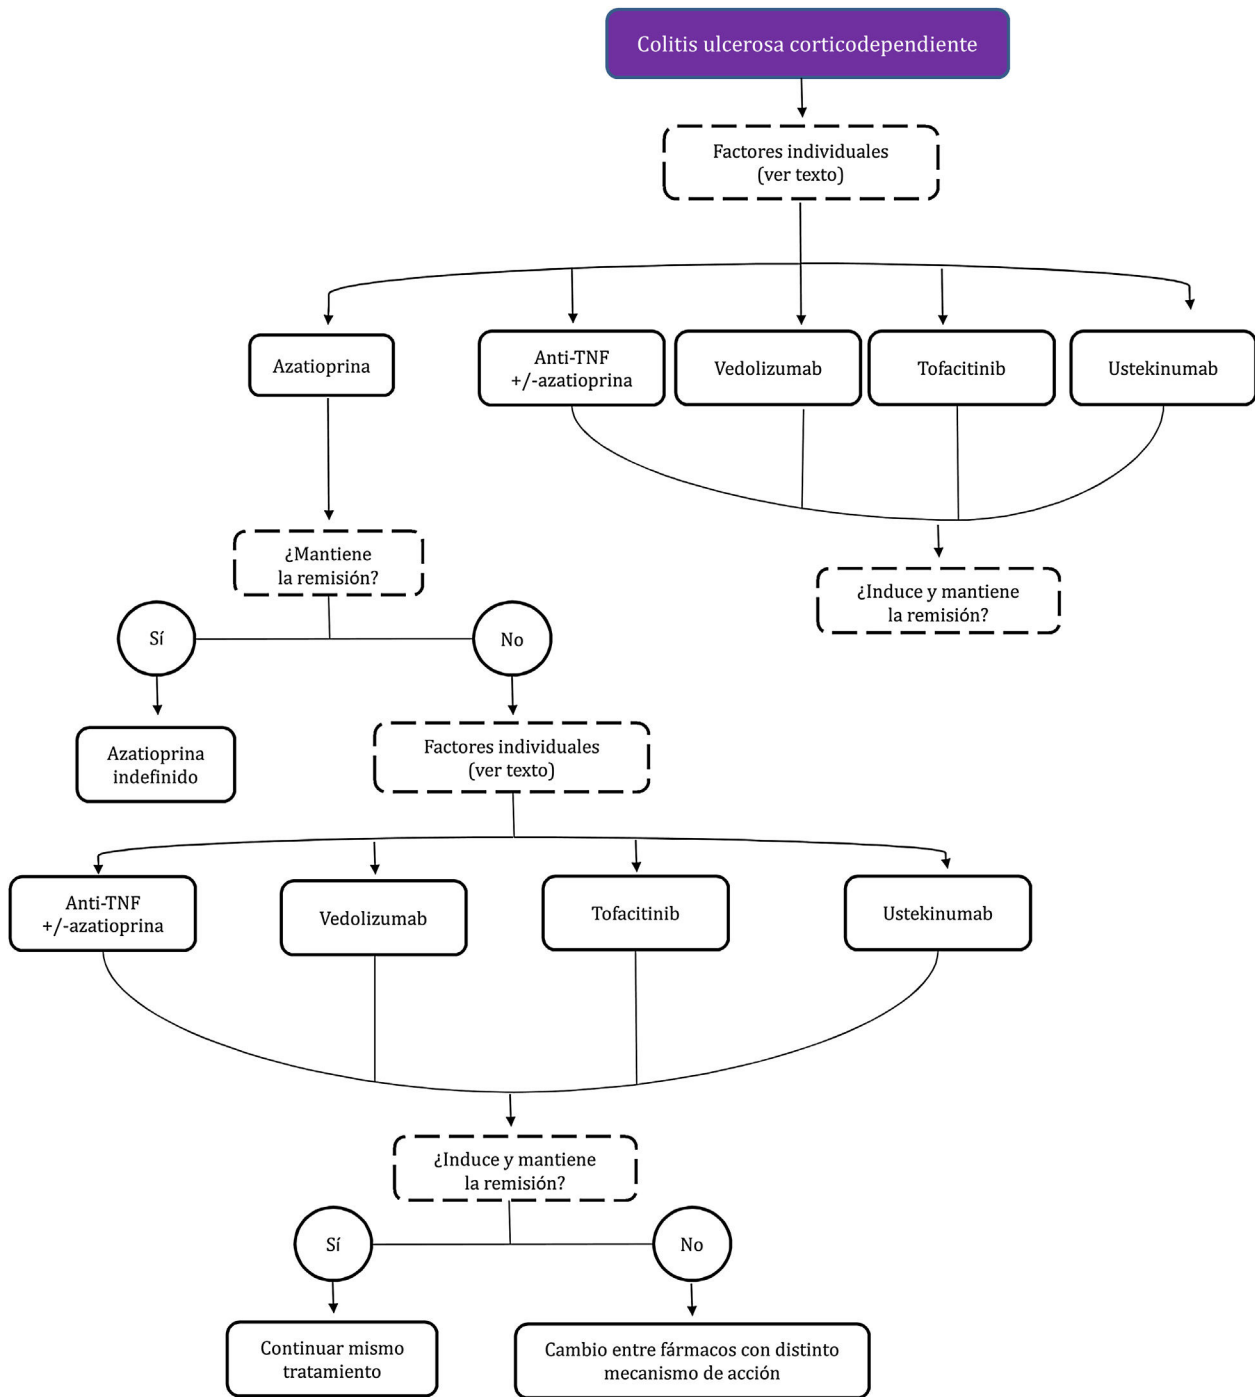 Colitis ulcerosa corticodependiente
Factores individuales
(ver texto)
Azatioprina
Anti-TNF
+/-azatioprina
Vedolizumab
Tofacitinib
Ustekinumab
¿Mantiene
la remisión?
¿Induce y mantiene
la remisión?
Sí
No
Azatioprina
indefinido
Factores individuales
(ver texto)
Anti-TNF
+/-azatioprina
Vedolizumab
Tofacitinib
Ustekinumab
¿Induce y mantiene
la remisión?
Sí
No
Continuar mismo
tratamiento
Cambio entre fármacos con distinto
mecanismo de acción